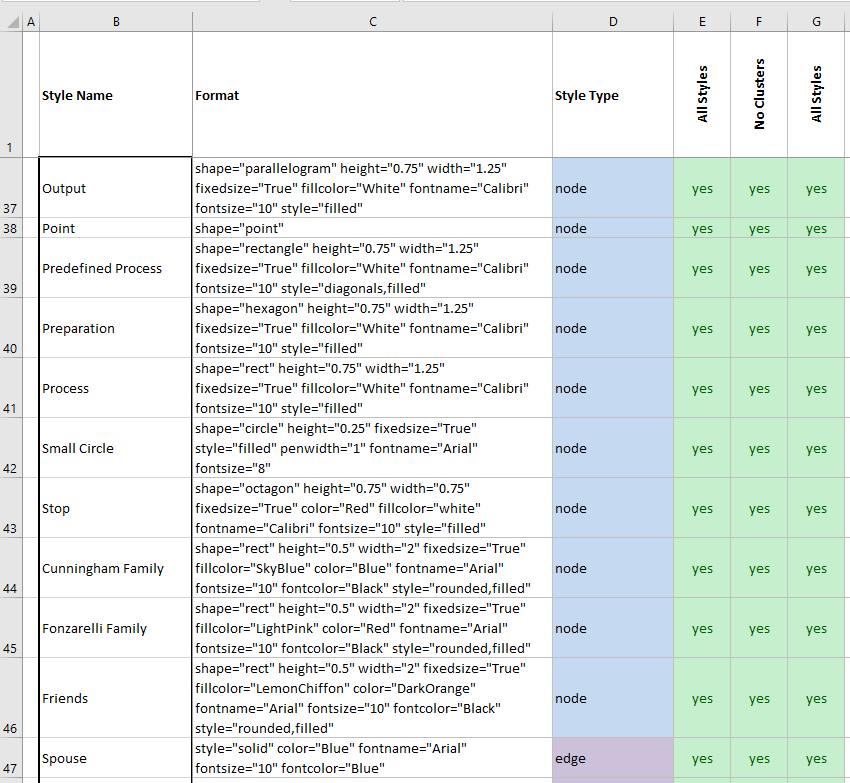 A B C D E F G
1 Style Name Format Style Type All Styles No Clusters All Styles
shape="parallelogram" height="0.75" width="1.25"
37 Output fixedsize="True" fillcolor="White" fontname="Calibri" node yes yes yes
fontsize="10" style="filled"
38 Point shape="point" node yes yes yes
shape="rectangle" height="0.75" width="1.25"
39 Predefined Process fixedsize="True" fillcolor="White" fontname="Calibri" node yes yes yes
fontsize="10" style="diagonals,filled"
shape="hexagon" height="0.75" width="1.25"
40 Preparation fixedsize="True" fillcolor="White" fontname="Calibri" node yes yes yes
fontsize="10" style="filled"
shape="rect" height="0.75" width="1.25"
41 Process fixedsize="True" fillcolor="White" fontname="Calibri" node yes yes yes
fontsize="10" style="filled"
shape="circle" height="0.25" fixedsize="True"
42 Small Circle style="filled" penwidth="1" fontname="Arial" node yes yes yes
fontsize="8"
shape="octagon" height="0.75" width="0.75"
43 Stop fixedsize="True" color="Red" fillcolor="white" node yes yes yes
fontname="Calibri" fontsize="10" style="filled"
shape="rect" height="0.5" width="2" fixedsize="True"
44 Cunningham Family fillcolor="SkyBlue" color="Blue" fontname="Arial" node yes yes yes
fontsize="10" fontcolor="Black" style="rounded,filled"
shape="rect" height="0.5" width="2" fixedsize="True"
45 Fonzarelli Family fillcolor="LightPink" color="Red" fontname="Arial" node yes yes yes
fontsize="10" fontcolor="Black" style="rounded,filled"
shape="rect" height="0.5" width="2" fixedsize="True"
fillcolor="LemonChiffon" color="DarkOrange"
46 Friends fontname="Arial" fontsize="10" fontcolor="Black" node yes yes yes
style="rounded,filled"
style="solid" color="Blue" fontname="Arial"
47 Spouse fontsize="10" fontcolor="Blue" edge yes yes yes